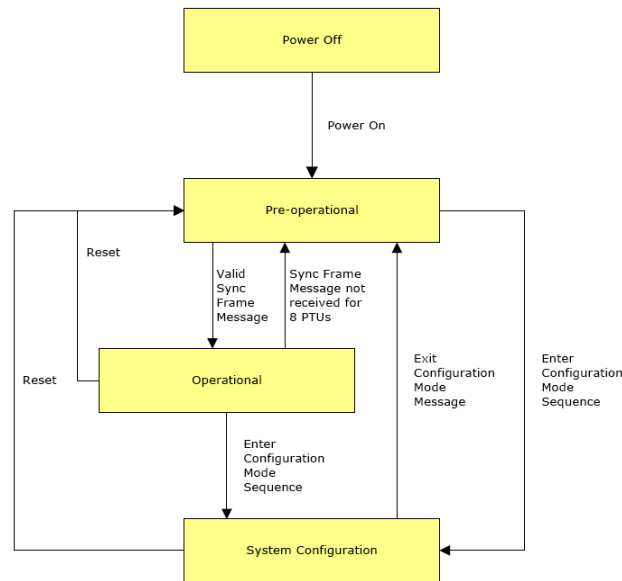 Power Off
Power On
Pre-operational
Reset
Valid
Sync
Frame
Message
Sync Frame
Message not
received for
8 PTUs
Reset
Operational
Exit
Configuration
Mode
Message
Enter
Configuration
Mode
Sequence
Enter
Configuration
Mode
Sequence
System Configuration